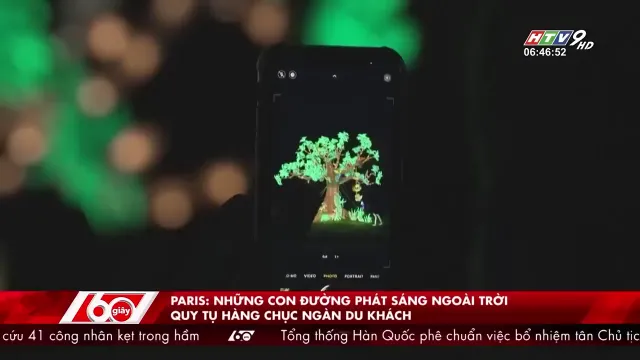 HTV9 HD
06:46:52
VIDEO PHOTO PORTRAIT
60 giây
PARIS: NHỮNG CON ĐƯỜNG PHÁT SÁNG NGOÀI TRỜI
QUY TỤ HÀNG CHỤC NGÀN DU KHÁCH
cứu 41 công nhân kẹt trong hầm Tổng thống Hàn Quốc phê chuẩn việc bổ nhiệm tân Chủ tịc